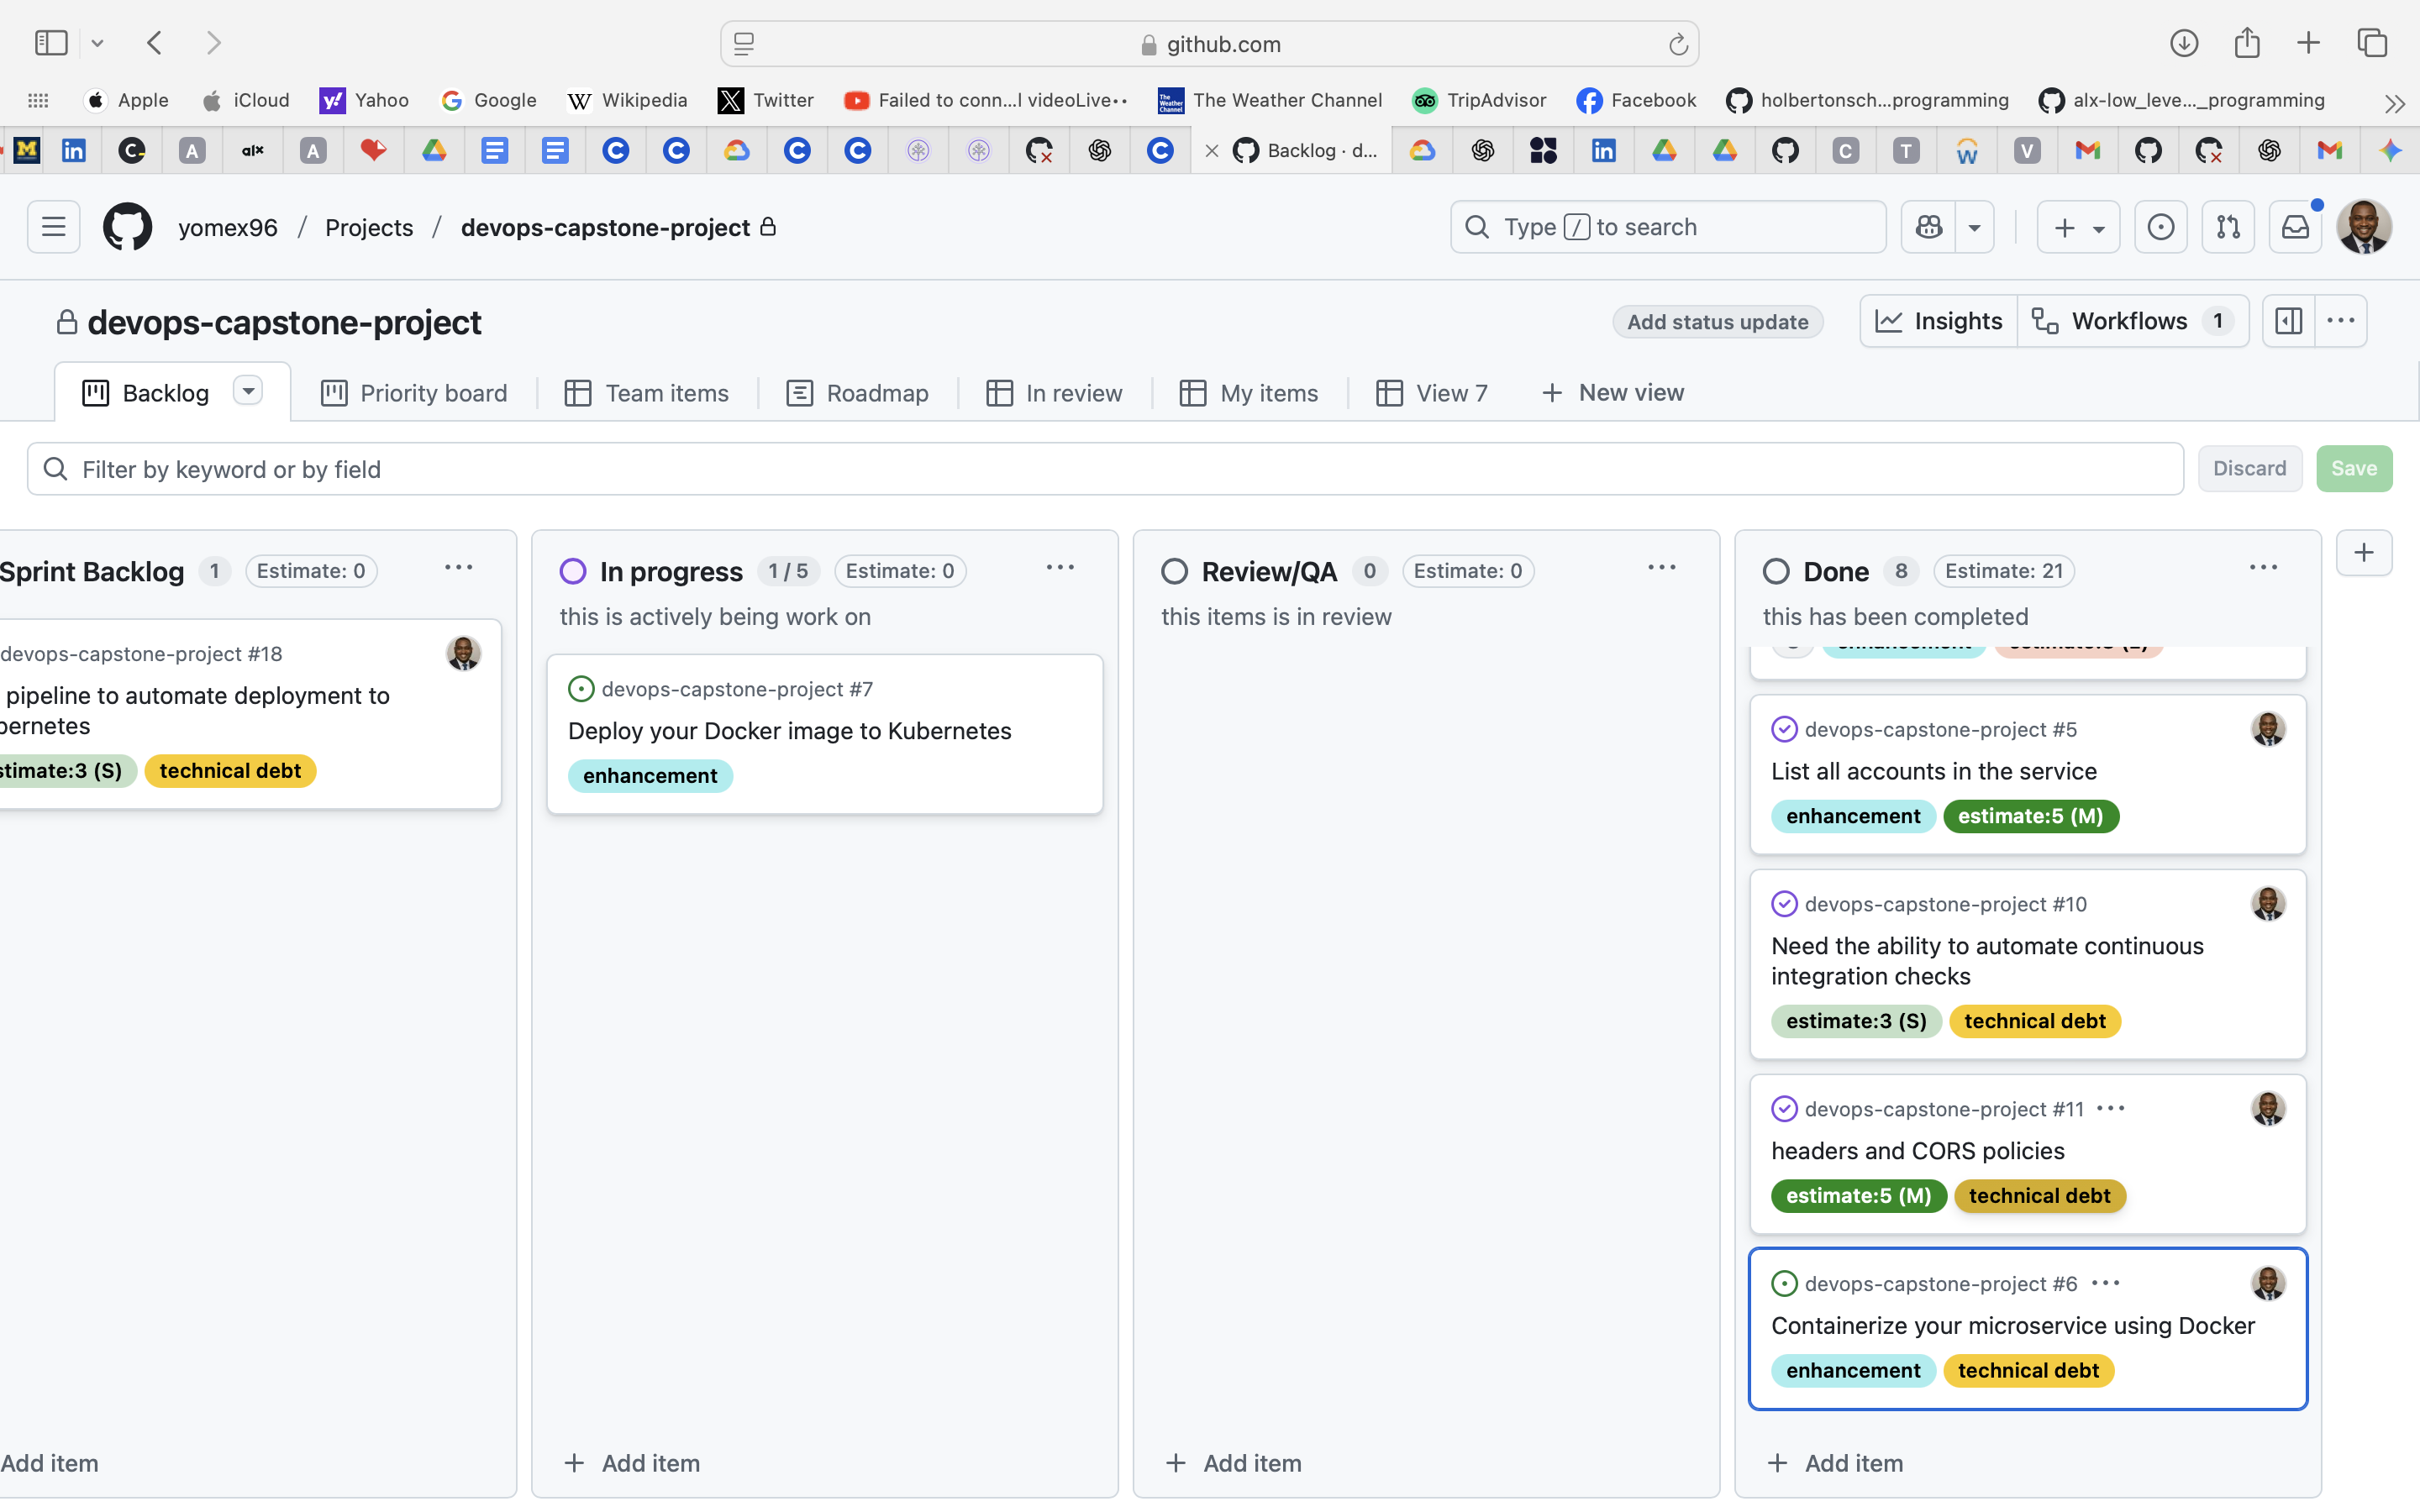 github.com
Apple
iCloud
Yahoo
Google
Wikipedia
Twitter
Failed to conn...l videoLive••
The Weather Channel
TripAdvisor
Facebook
holbertonsch...programming
alx-low_leve..._programming
Backlog · d...
yomex96 / Projects / devops-capstone-project
Type / to search
devops-capstone-project
Add status update
Insights
Workflows 1
Backlog
Priority board
Team items
Roadmap
In review
My items
View 7
New view
Filter by keyword or by field
Discard
Save
Sprint Backlog 1 Estimate: 0
devops-capstone-project #18
pipeline to automate deployment to
bernetes
stimate:3 (S) technical debt
Add item
In progress 1 / 5 Estimate: 0
this is actively being work on
devops-capstone-project #7
Deploy your Docker image to Kubernetes
enhancement
Add item
Review/QA 0 Estimate: 0
this items is in review
Add item
Done 8 Estimate: 21
this has been completed
devops-capstone-project #5
List all accounts in the service
enhancement estimate:5 (M)
devops-capstone-project #10
Need the ability to automate continuous
integration checks
estimate:3 (S) technical debt
devops-capstone-project #11
headers and CORS policies
estimate:5 (M) technical debt
devops-capstone-project #6
Containerize your microservice using Docker
enhancement technical debt
Add item